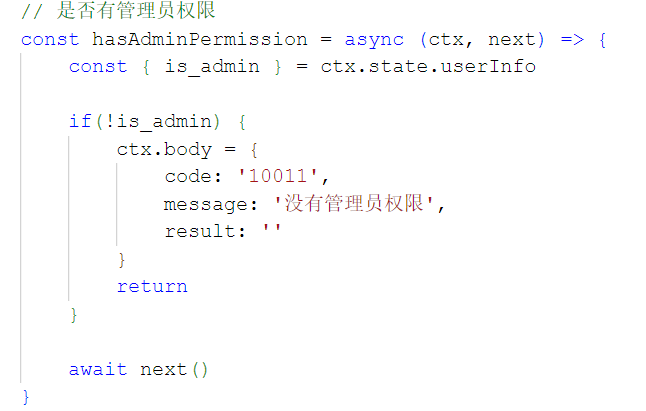 // 是否有管理员权限
const hasAdminPermission = async (ctx, next) => {
    const { is_admin } = ctx.state.userInfo

    if(!is_admin) {
        ctx.body = {
            code: '10011',
            message: '没有管理员权限',
            result: ''
        }
        return
    }

    await next()
}